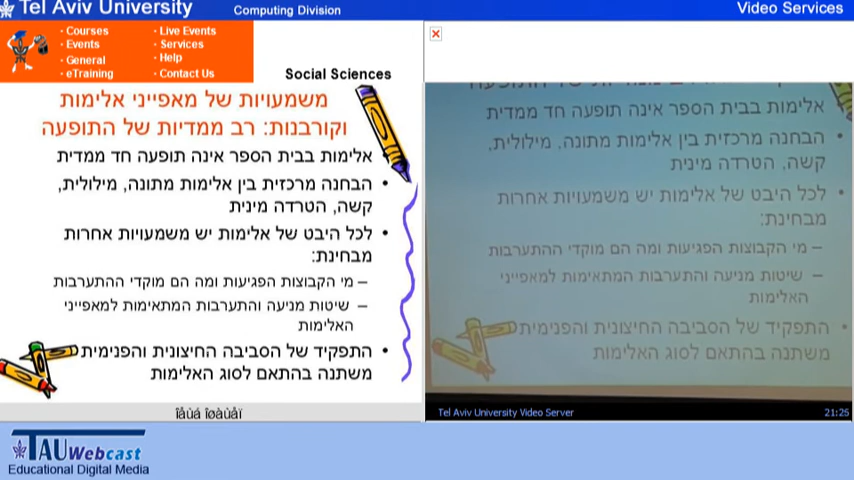 Tel Aviv University
Computing Division
Video Services
· Courses
· Events
· General
· eTraining
· Live Events
· Services
· Help
· Contact Us
Social Sciences
משמעויות של מאפייני אלימות
וקורבנות: רב ממדיות של התופעה
אלימות בבית הספר אינה תופעה חד ממדית
• הבחנה מרכזית בין אלימות מתונה, מילולית,
קשה, הטרדה מינית
• לכל היבט של אלימות יש משמעויות אחרות
מבחינת:
– מי הקבוצות הפגיעות ומה הם מוקדי ההתערבות
– שיטות מניעה והתערבות המתאימות למאפייני
האלימות
• התפקיד של הסביבה החיצונית והפנימית
משתנה בהתאם לסוג האלימות
îåùá îøàùåï
אלימות בבית הספר אינה תופעה חד ממדית
הבחנה מרכזית בין אלימות מתונה, מילולית,
קשה, הטרדה מינית
• לכל היבט של אלימות יש משמעויות אחרות
מבחינת:
– מי הקבוצות הפגיעות ומה הם מוקדי ההתערבות
– שיטות מניעה והתערבות המתאימות למאפייני
האלימות
• התפקיד של הסביבה החיצונית והפנימית
משתנה בהתאם לסוג האלימות
Tel Aviv University Video Server
21:25
TAU Webcast
Educational Digital Media